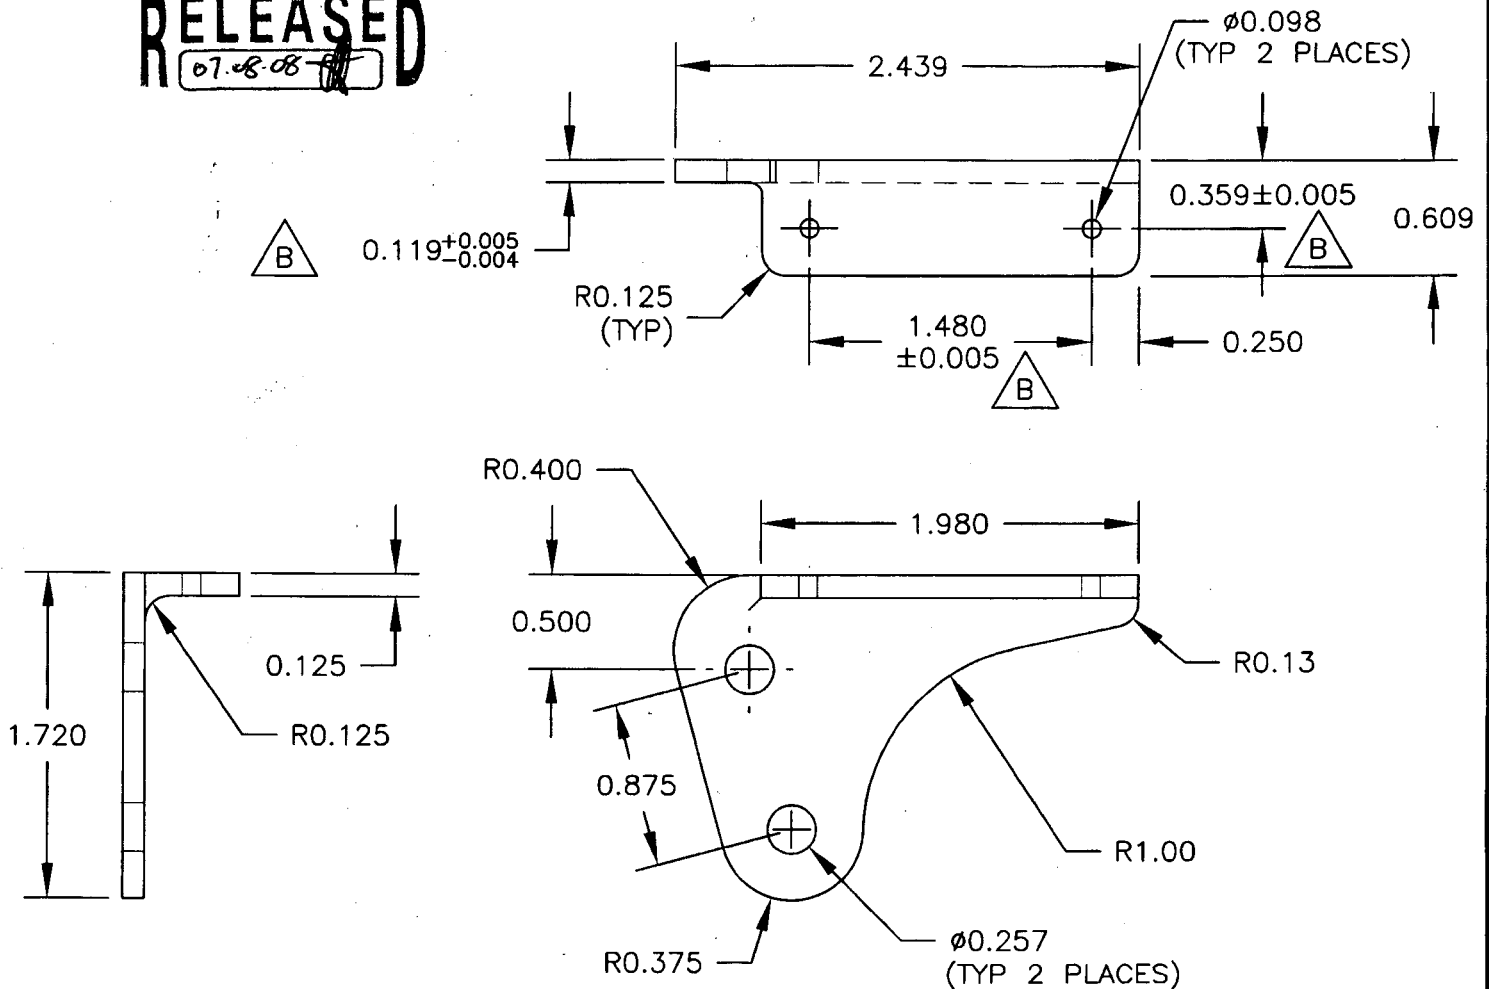 RELEASED
07.08.08
2.439
ø0.098
(TYP 2 PLACES)
0.359±0.005
0.609
B
0.119+0.005
-0.004
B
R0.125
(TYP)
1.480
±0.005
B
0.250
R0.400
1.980
0.500
0.125
R0.13
1.720
R0.125
0.875
R1.00
R0.375
ø0.257
(TYP 2 PLACES)